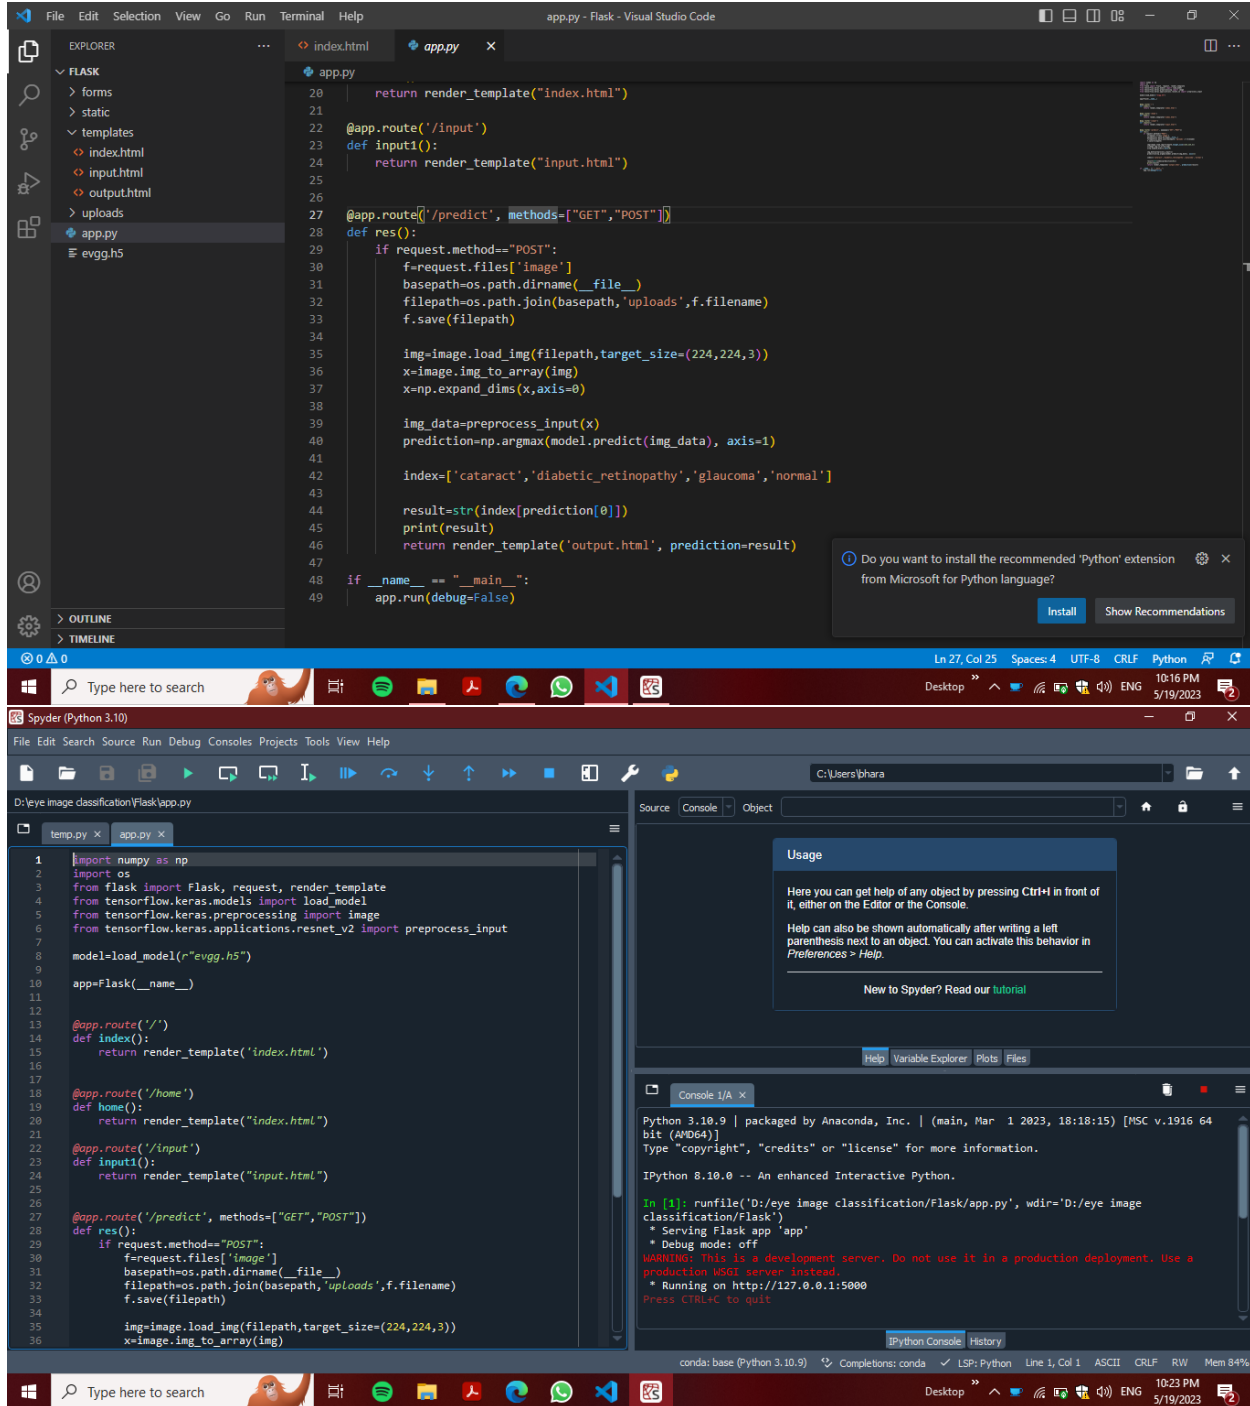 File Edit Selection View Go Run Terminal Help app.py - Flask - Visual Studio Code
EXPLORER ··· index.html app.py
FLASK app.py
forms
static
templates
index.html
input.html
output.html
uploads
app.py
evgg.h5
20 return render_template("index.html")
21
22 @app.route('/input')
23 def input1():
24 return render_template("input.html")
25
26
27 @app.route('/predict', methods=["GET","POST"])
28 def res():
29 if request.method=="POST":
30 f=request.files['image']
31 basepath=os.path.dirname(__file__)
32 filepath=os.path.join(basepath,'uploads',f.filename)
33 f.save(filepath)
34
35 img=image.load_img(filepath,target_size=(224,224,3))
36 x=image.img_to_array(img)
37 x=np.expand_dims(x,axis=0)
38
39 img_data=preprocess_input(x)
40 prediction=np.argmax(model.predict(img_data), axis=1)
41
42 index=['cataract','diabetic_retinopathy','glaucoma','normal']
43
44 result=str(index[prediction[0]])
45 print(result)
46 return render_template('output.html', prediction=result)
47
48 if __name__ == "__main__":
49 app.run(debug=False)
Do you want to install the recommended 'Python' extension
from Microsoft for Python language?
Install Show Recommendations
OUTLINE
TIMELINE
0 0 Ln 27, Col 25 Spaces: 4 UTF-8 CRLF Python
Type here to search Desktop ENG 10:16 PM
5/19/2023 2
Spyder (Python 3.10)
File Edit Search Source Run Debug Consoles Projects Tools View Help
C:\Users\bhara
D:\eye image classification\Flask\app.py
temp.py app.py
1 import numpy as np
2 import os
3 from flask import Flask, request, render_template
4 from tensorflow.keras.models import load_model
5 from tensorflow.keras.preprocessing import image
6 from tensorflow.keras.applications.resnet_v2 import preprocess_input
7
8 model=load_model(r"evgg.h5")
9
10 app=Flask(__name__)
11
12
13 @app.route('/')
14 def index():
15 return render_template('index.html')
16
17
18 @app.route('/home')
19 def home():
20 return render_template("index.html")
21
22 @app.route('/input')
23 def input1():
24 return render_template("input.html")
25
26
27 @app.route('/predict', methods=["GET","POST"])
28 def res():
29 if request.method=="POST":
30 f=request.files['image']
31 basepath=os.path.dirname(__file__)
32 filepath=os.path.join(basepath,'uploads',f.filename)
33 f.save(filepath)
34
35 img=image.load_img(filepath,target_size=(224,224,3))
36 x=image.img_to_array(img)
Source Console Object
Usage
Here you can get help of any object by pressing Ctrl+I in front of
it, either on the Editor or the Console.
Help can also be shown automatically after writing a left
parenthesis next to an object. You can activate this behavior in
Preferences > Help.
New to Spyder? Read our tutorial
Help Variable Explorer Plots Files
Console 1/A
Python 3.10.9 | packaged by Anaconda, Inc. | (main, Mar 1 2023, 18:18:15) [MSC v.1916 64
bit (AMD64)]
Type "copyright", "credits" or "license" for more information.
IPython 8.10.0 -- An enhanced Interactive Python.
In [1]: runfile('D:/eye image classification/Flask/app.py', wdir='D:/eye image
classification/Flask')
* Serving Flask app 'app'
* Debug mode: off
WARNING: This is a development server. Do not use it in a production deployment. Use a
production WSGI server instead.
* Running on http://127.0.0.1:5000
Press CTRL+C to quit
IPython Console History
conda: base (Python 3.10.9) Completions: conda LSP: Python Line 1, Col 1 ASCII CRLF RW Mem 84%
Type here to search Desktop ENG 10:23 PM
5/19/2023 2